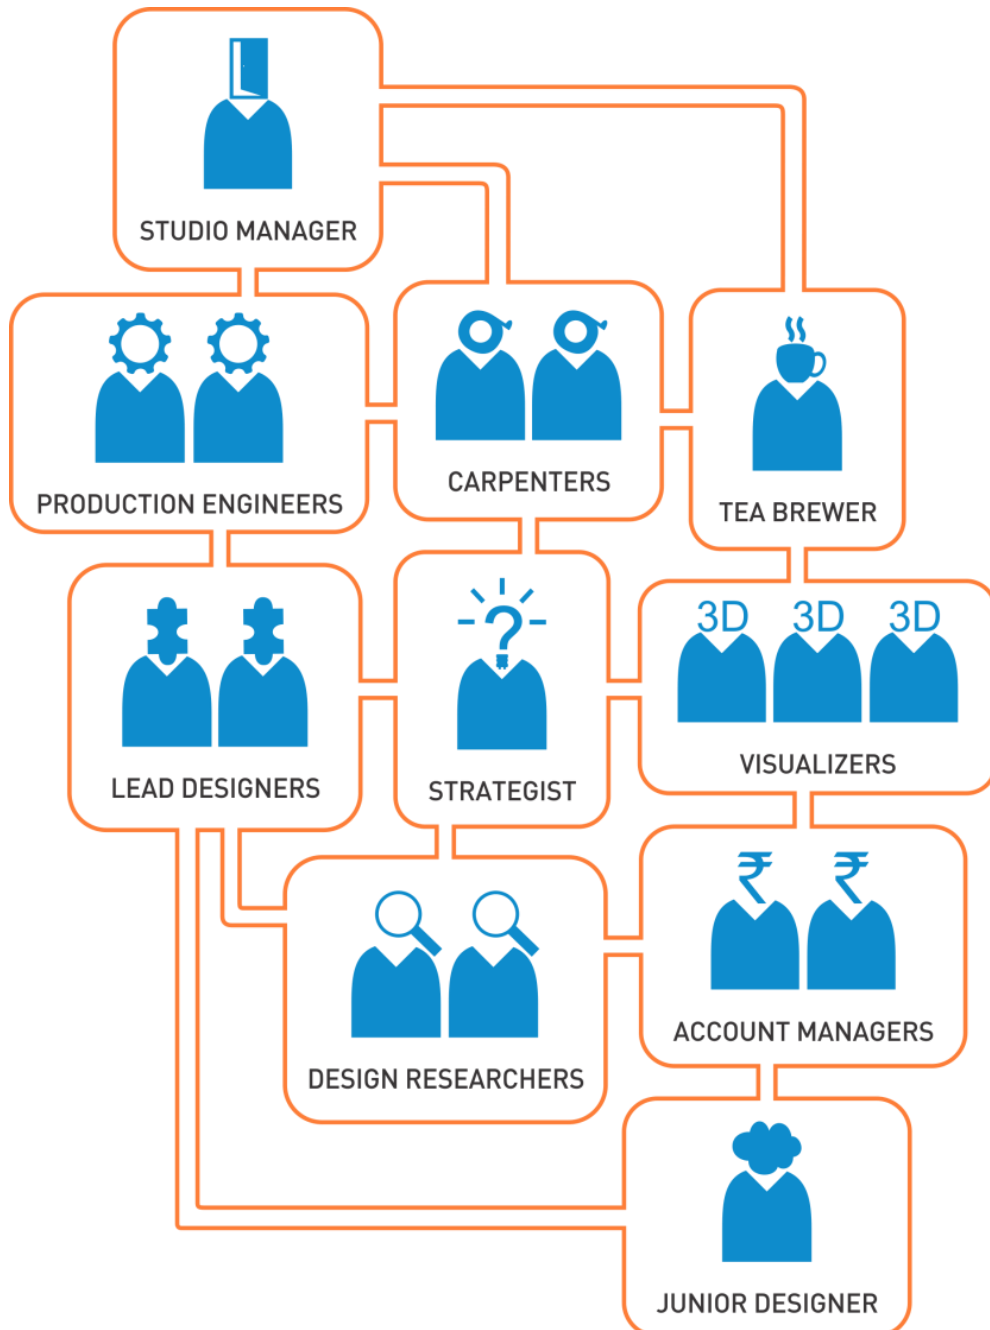 STUDIO MANAGER
PRODUCTION ENGINEERS
CARPENTERS
TEA BREWER
LEAD DESIGNERS
STRATEGIST
3D 3D 3D
VISUALIZERS
DESIGN RESEARCHERS
₹ ₹
ACCOUNT MANAGERS
JUNIOR DESIGNER